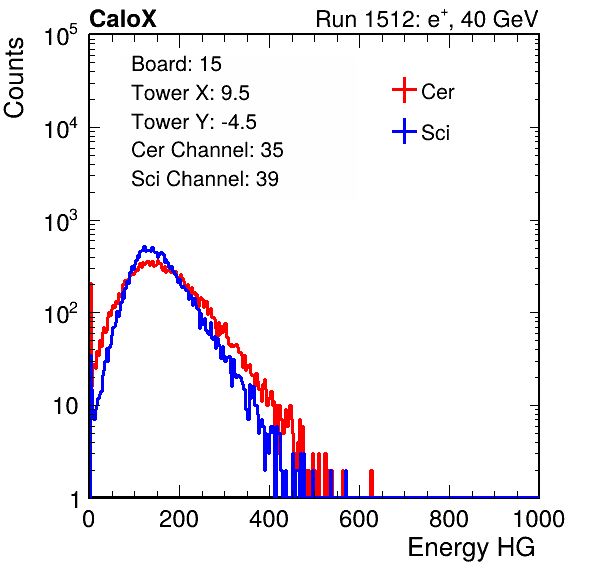 CaloX Run 1512: e⁺, 40 GeV
Counts
10⁵
10⁴
10³
10²
10
1
Board: 15
Tower X: 9.5
Tower Y: -4.5
Cer Channel: 35
Sci Channel: 39
Cer
Sci
0 200 400 600 800 1000
Energy HG